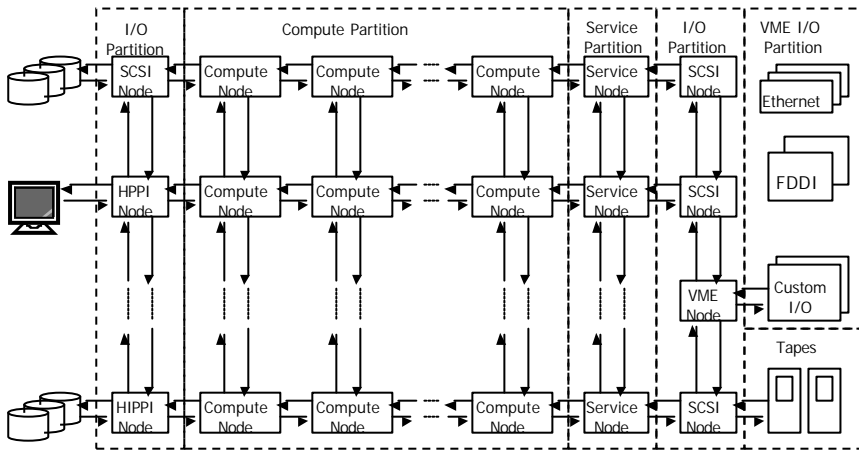 I/O
Partition
Compute Partition
Service
Partition
I/O
Partition
VME I/O
Partition
SCSI
Node
Compute
Node
Compute
Node
Compute
Node
Service
Node
SCSI
Node
Ethernet
HPPI
Node
Compute
Node
Compute
Node
Compute
Node
Service
Node
SCSI
Node
FDDI
VME
Node
Custom
I/O
Tapes
HIPPI
Node
Compute
Node
Compute
Node
Compute
Node
Service
Node
SCSI
Node